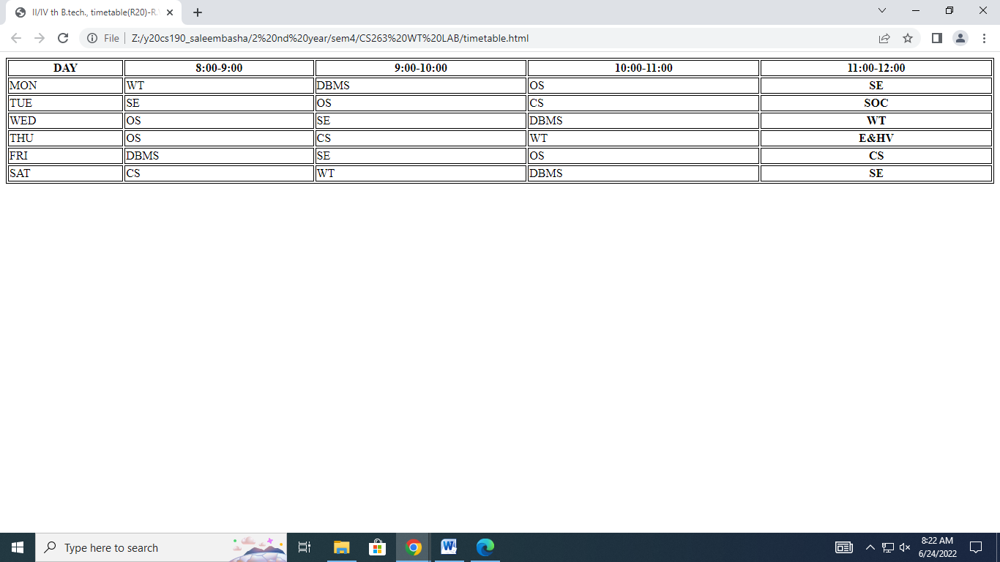 II/IV th B.tech., timetable(R20)-R.
File Z:/y20cs190_saleembasha/2%20nd%20year/sem4/CS263%20WT%20LAB/timetable.html
DAY 8:00-9:00 9:00-10:00 10:00-11:00 11:00-12:00
MON WT DBMS OS SE
TUE SE OS CS SOC
WED OS SE DBMS WT
THU OS CS WT E&HV
FRI DBMS SE OS CS
SAT CS WT DBMS SE
Type here to search
8:22 AM
6/24/2022